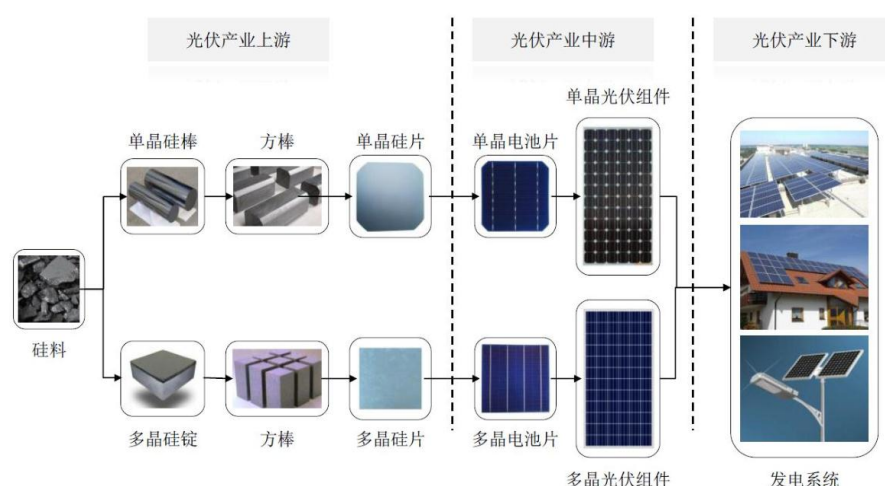 光伏产业上游
光伏产业中游
光伏产业下游
单晶硅棒
方棒
单晶硅片
单晶电池片
单晶光伏组件
硅料
多晶硅锭
方棒
多晶硅片
多晶电池片
多晶光伏组件
发电系统